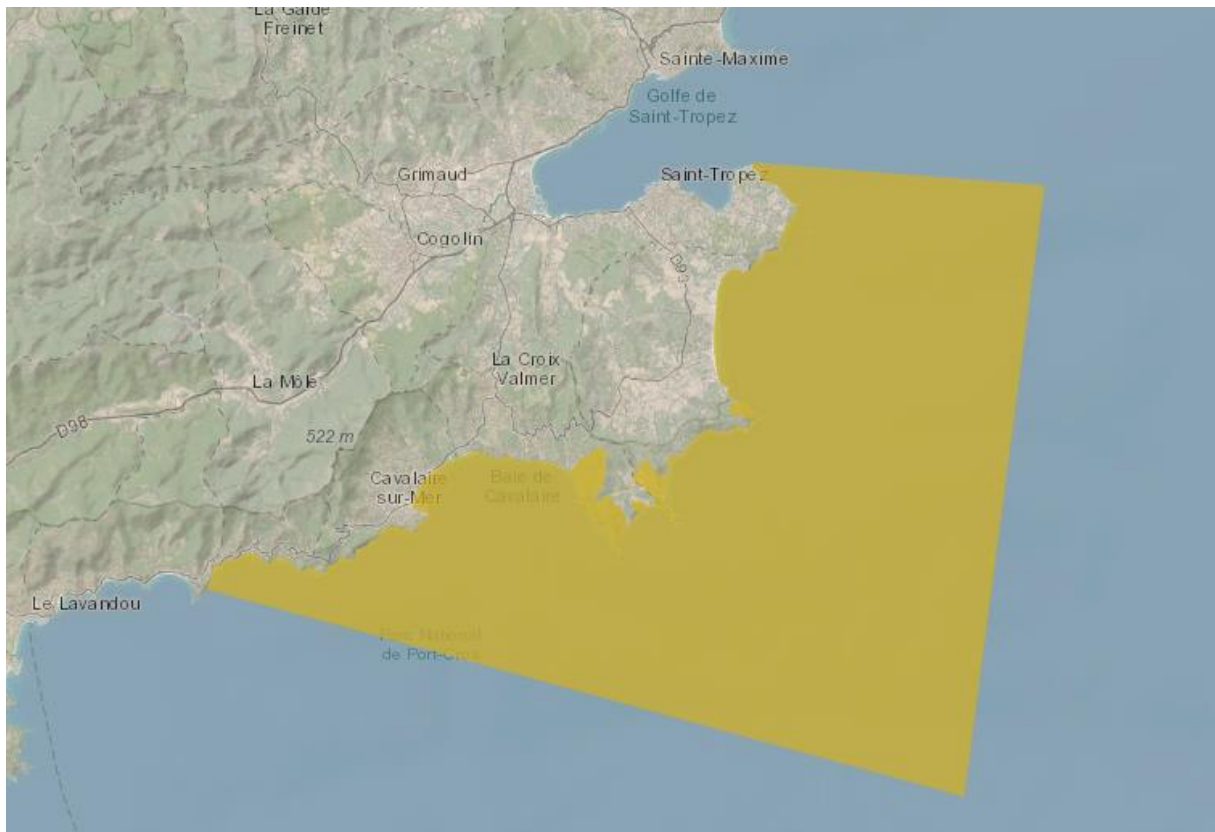 La Garde
Freinet
Sainte-Maxime
Golfe de
Saint-Tropez
Grimaud
Saint-Tropez
Cogolin
D93
La Croix
Valmer
La Môle
D98
522 m
Cavalaire
sur-Mer
Baie de
Cavalaire
Le Lavandou
Parc National
de Port-Cros